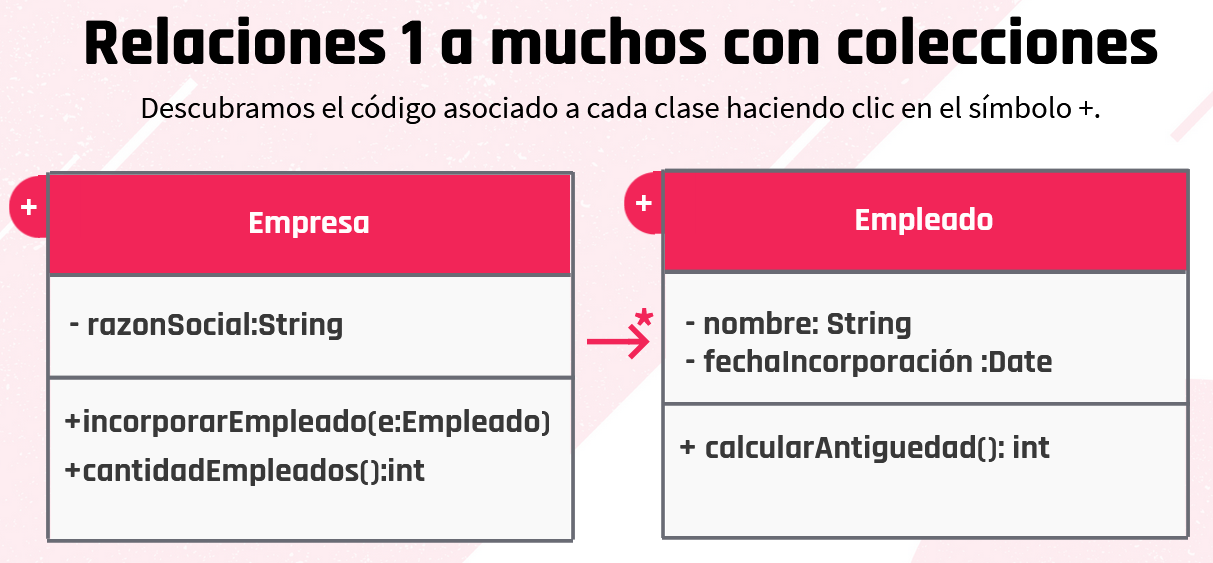 Relaciones 1 a muchos con colecciones
Descubramos el código asociado a cada clase haciendo clic en el símbolo +.
+
Empresa
- razonSocial:String
+incorporarEmpleado(e:Empleado)
+cantidadEmpleados():int
*
+
Empleado
- nombre: String
- fechaIncorporación :Date
+ calcularAntiguedad(): int